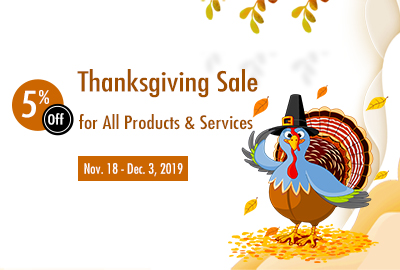 5%
Off
Thanksgiving Sale
for All Products & Services
Nov. 18 - Dec. 3, 2019